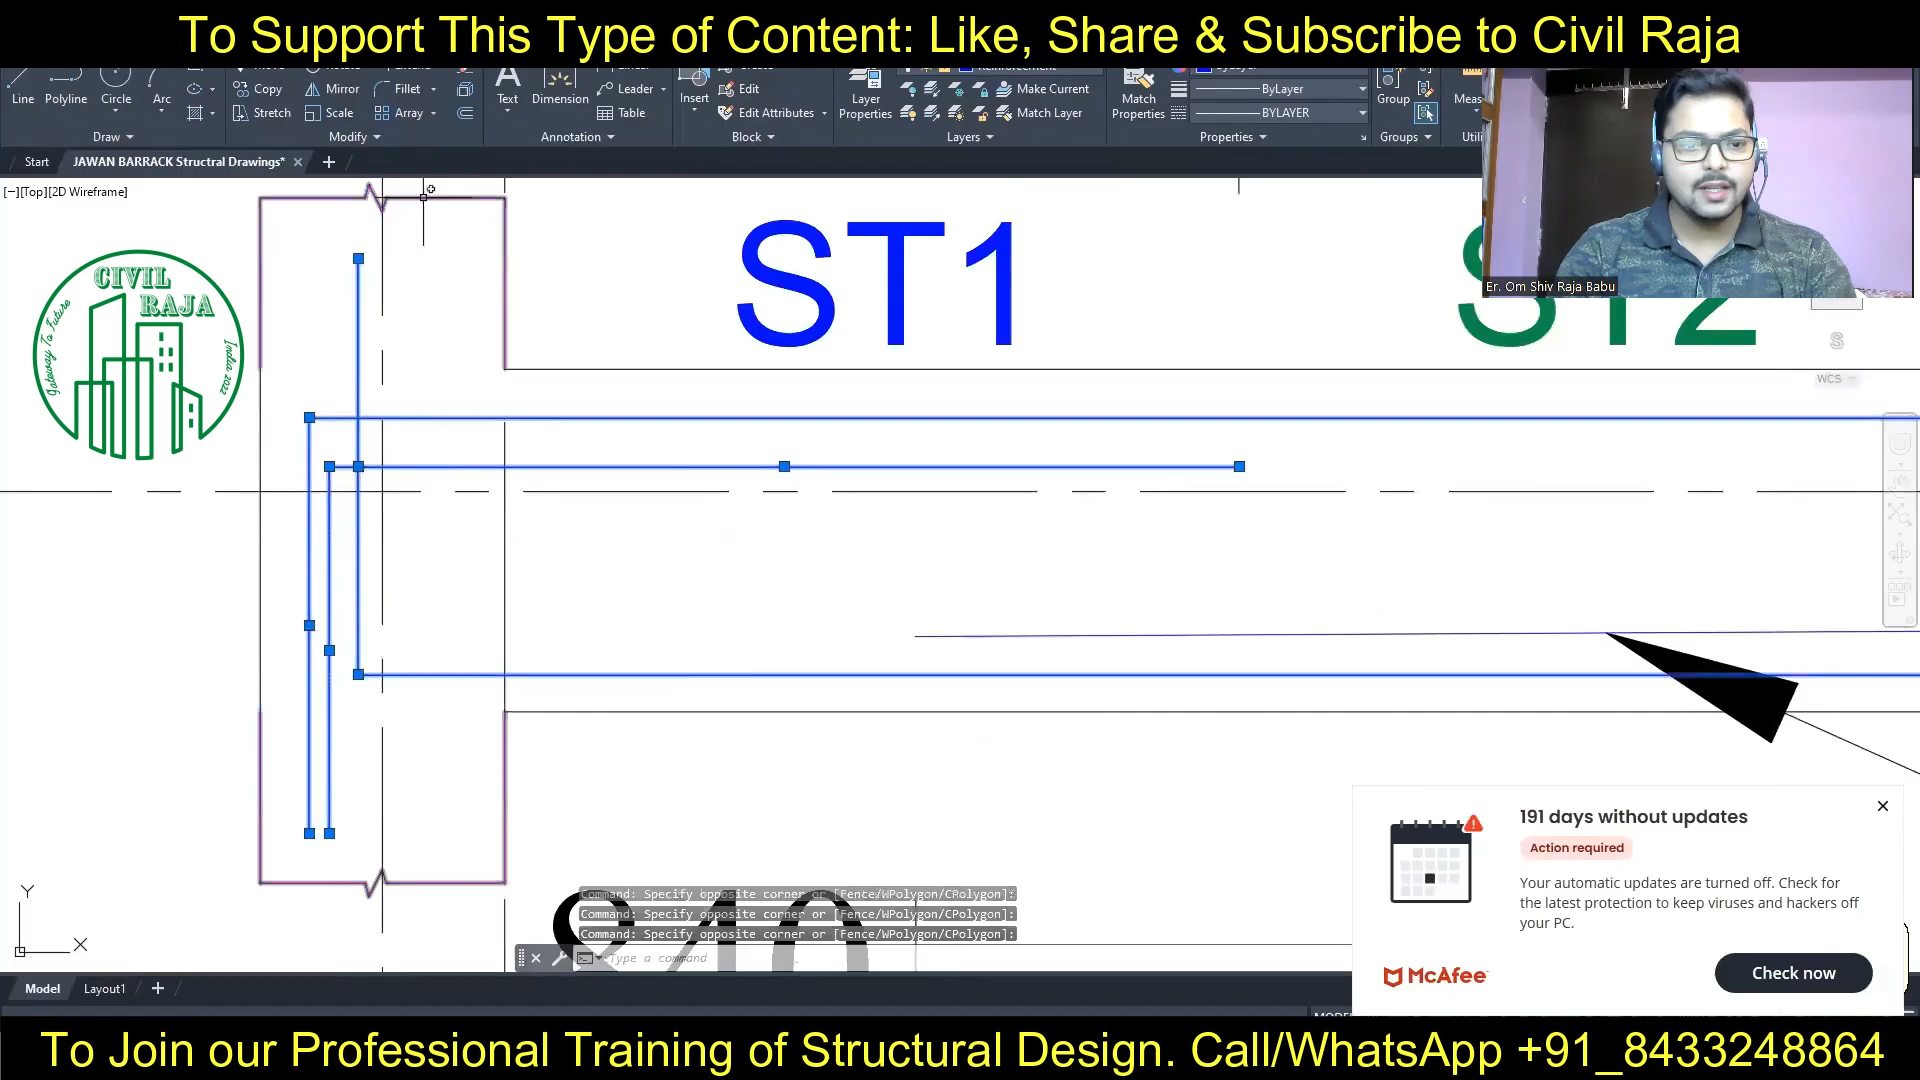 To Support This Type of Content: Like, Share & Subscribe to Civil Raja
Line
Polyline
Circle
Arc
Copy
Mirror
Fillet
Stretch
Scale
Array
Draw
Modify
Text
Dimension
Leader
Table
Annotation
Insert
Edit
Edit Attributes
Block
Layer Properties
Make Current
Match Layer
Layers
Match Properties
ByLayer
BYLAYER
Properties
Group
Groups
Start
JAWAN BARRACK Structral Drawings*
[−][Top][2D Wireframe]
CIVIL RAJA
Gateway To Future
India 2022
ST1
ST2
Er. Om Shiv Raja Babu
S
WCS
Command: Specify opposite corner or [Fence/WPolygon/CPolygon]:
Command: Specify opposite corner or [Fence/WPolygon/CPolygon]:
Command: Specify opposite corner or [Fence/WPolygon/CPolygon]:
Type a command
Y
X
191 days without updates
Action required
Your automatic updates are turned off. Check for
the latest protection to keep viruses and hackers off
your PC.
McAfee
Check now
Model
Layout1
To Join our Professional Training of Structural Design. Call/WhatsApp +91_8433248864